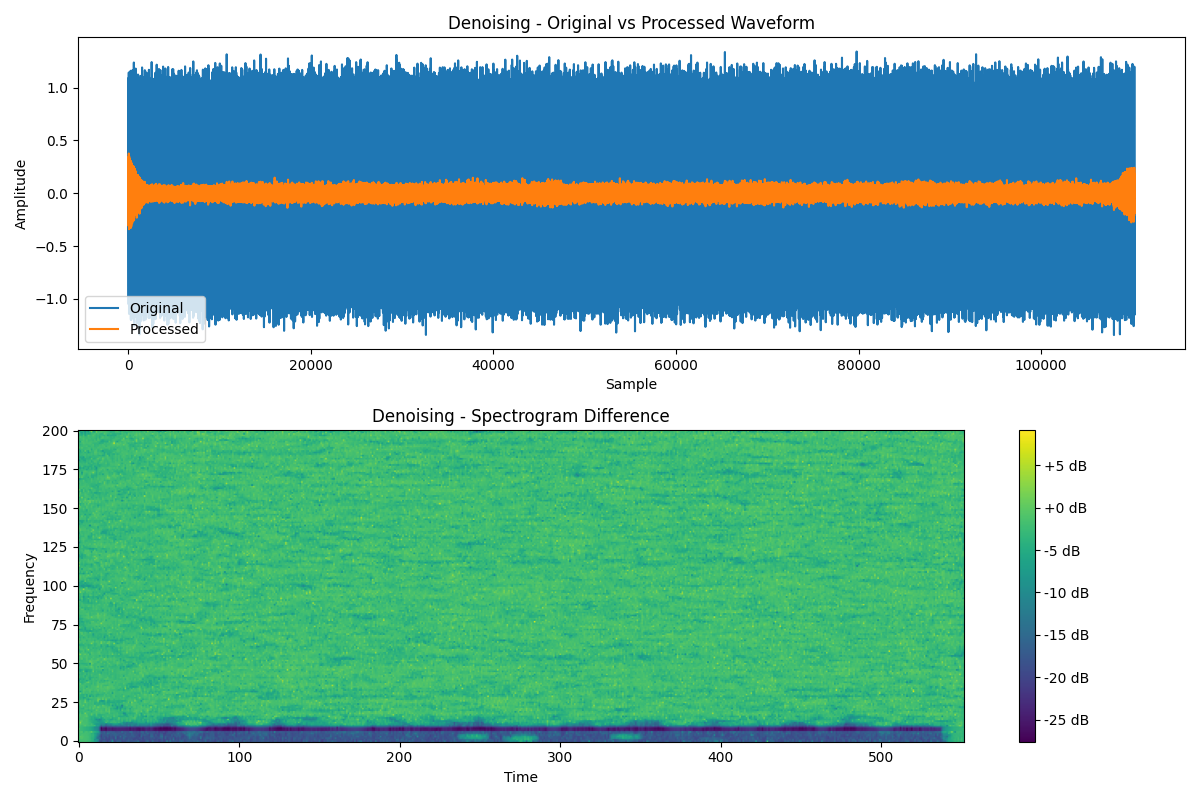 Denoising - Original vs Processed Waveform
1.0
0.5
0.0
−0.5
−1.0
Amplitude
Original
Processed
0
20000
40000
60000
80000
100000
Sample
Denoising - Spectrogram Difference
200
175
150
125
100
75
50
25
0
Frequency
0
100
200
300
400
500
Time
+5 dB
+0 dB
-5 dB
-10 dB
-15 dB
-20 dB
-25 dB